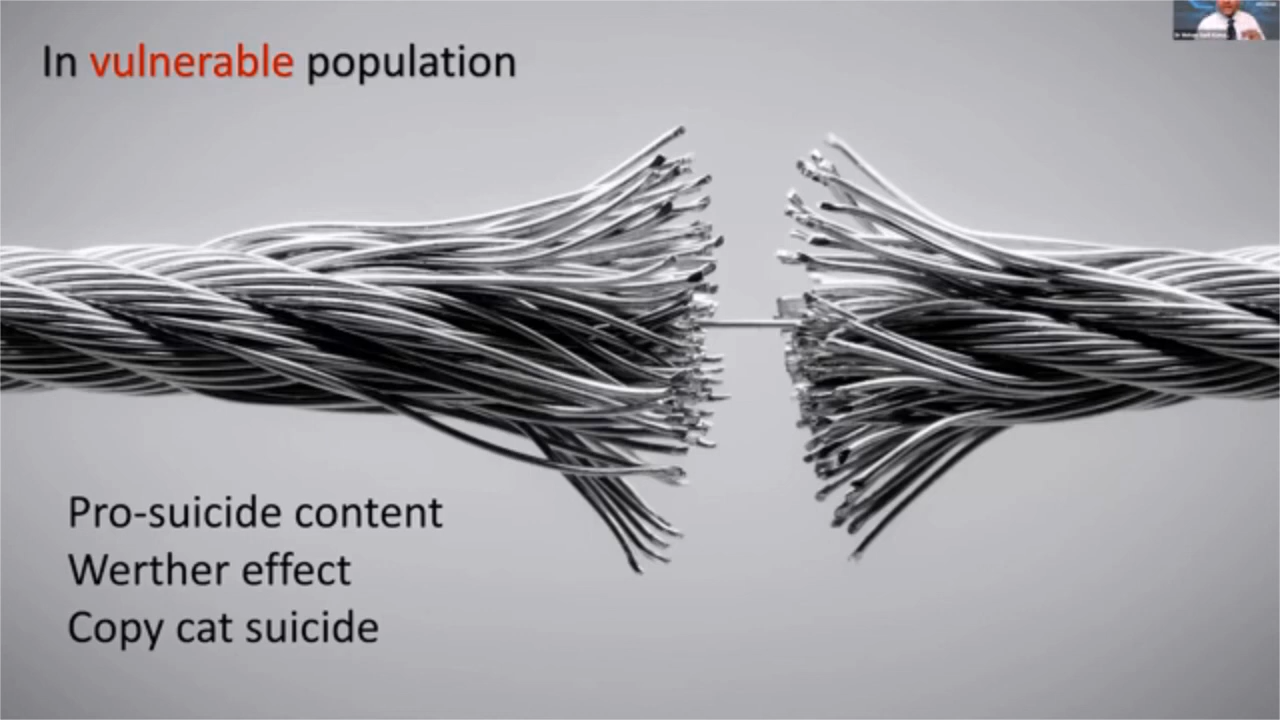 In vulnerable population
Pro-suicide content
Werther effect
Copy cat suicide